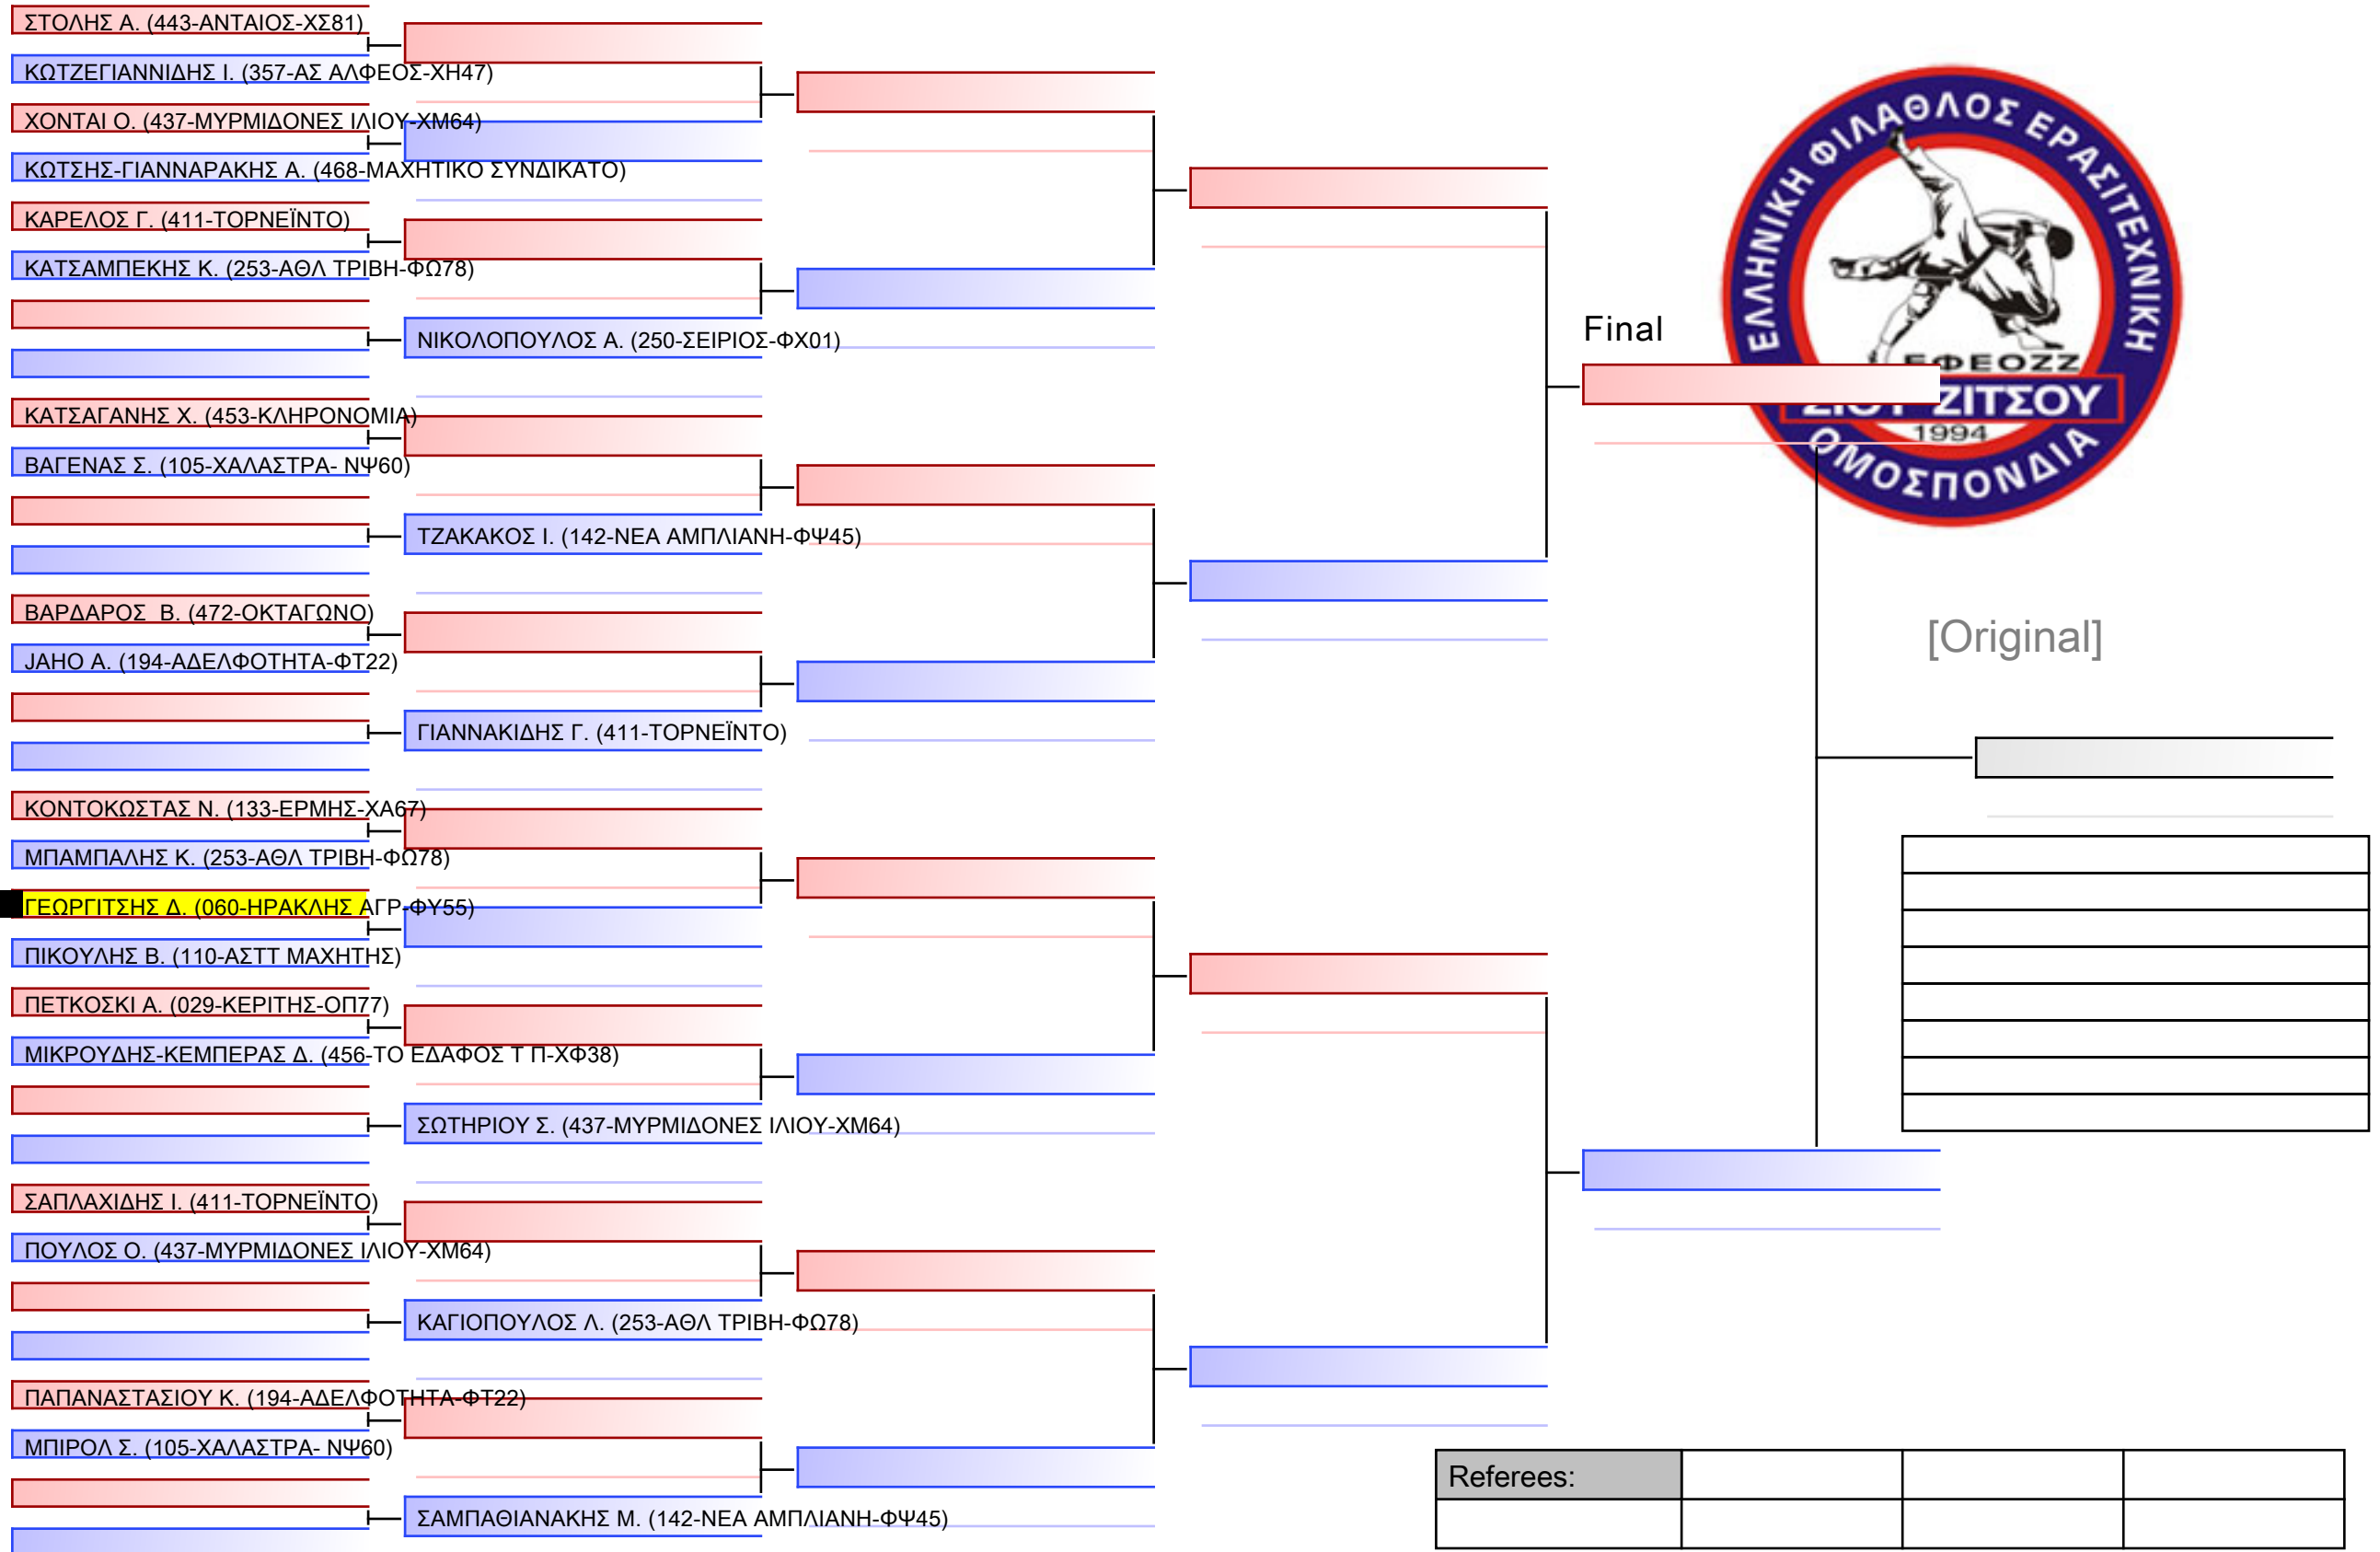 ΣΤΟΛΗΣ Α. (443-ΑΝΤΑΙΟΣ-ΧΣ81)
ΚΩΤΖΕΓΙΑΝΝΙΔΗΣ Ι. (357-ΑΣ ΑΛΦΕΟΣ-ΧΗ47)
ΧΟΝΤΑΙ Ο. (437-ΜΥΡΜΙΔΟΝΕΣ ΙΛΙΟΥ-ΧΜ64)
ΚΩΤΣΗΣ-ΓΙΑΝΝΑΡΑΚΗΣ Α. (468-ΜΑΧΗΤΙΚΟ ΣΥΝΔΙΚΑΤΟ)
ΚΑΡΕΛΟΣ Γ. (411-ΤΟΡΝΕΪΝΤΟ)
ΚΑΤΣΑΜΠΕΚΗΣ Κ. (253-ΑΘΛ ΤΡΙΒΗ-ΦΩ78)
ΝΙΚΟΛΟΠΟΥΛΟΣ Α. (250-ΣΕΙΡΙΟΣ-ΦΧ01)
ΚΑΤΣΑΓΑΝΗΣ Χ. (453-ΚΛΗΡΟΝΟΜΙΑ)
ΒΑΓΕΝΑΣ Σ. (105-ΧΑΛΑΣΤΡΑ- ΝΨ60)
ΤΖΑΚΑΚΟΣ Ι. (142-ΝΕΑ ΑΜΠΛΙΑΝΗ-ΦΨ45)
ΒΑΡΔΑΡΟΣ  Β. (472-ΟΚΤΑΓΩΝΟ)
JAHO A. (194-ΑΔΕΛΦΟΤΗΤΑ-ΦΤ22)
ΓΙΑΝΝΑΚΙΔΗΣ Γ. (411-ΤΟΡΝΕΪΝΤΟ)
ΚΟΝΤΟΚΩΣΤΑΣ Ν. (133-ΕΡΜΗΣ-ΧΑ67)
ΜΠΑΜΠΑΛΗΣ Κ. (253-ΑΘΛ ΤΡΙΒΗ-ΦΩ78)
ΓΕΩΡΓΙΤΣΗΣ Δ. (060-ΗΡΑΚΛΗΣ ΑΓΡ-ΦΥ55)
ΠΙΚΟΥΛΗΣ Β. (110-ΑΣΤΤ ΜΑΧΗΤΗΣ)
ΠΕΤΚΟΣΚΙ Α. (029-ΚΕΡΙΤΗΣ-ΟΠ77)
ΜΙΚΡΟΥΔΗΣ-ΚΕΜΠΕΡΑΣ Δ. (456-ΤΟ ΕΔΑΦΟΣ Τ Π-ΧΦ38)
ΣΩΤΗΡΙΟΥ Σ. (437-ΜΥΡΜΙΔΟΝΕΣ ΙΛΙΟΥ-ΧΜ64)
ΣΑΠΛΑΧΙΔΗΣ Ι. (411-ΤΟΡΝΕΪΝΤΟ)
ΠΟΥΛΟΣ Ο. (437-ΜΥΡΜΙΔΟΝΕΣ ΙΛΙΟΥ-ΧΜ64)
ΚΑΓΙΟΠΟΥΛΟΣ Λ. (253-ΑΘΛ ΤΡΙΒΗ-ΦΩ78)
ΠΑΠΑΝΑΣΤΑΣΙΟΥ Κ. (194-ΑΔΕΛΦΟΤΗΤΑ-ΦΤ22)
ΜΠΙΡΟΛ Σ. (105-ΧΑΛΑΣΤΡΑ- ΝΨ60)
ΣΑΜΠΑΘΙΑΝΑΚΗΣ Μ. (142-ΝΕΑ ΑΜΠΛΙΑΝΗ-ΦΨ45)
Final
ΕΛΛΗΝΙΚΗ ΦΙΛΑΘΛΟΣ ΕΡΑΣΙΤΕΧΝΙΚΗ
ΕΦΕΟΖΖ
ΖΙΟΥ ΖΙΤΣΟΥ
1994
ΟΜΟΣΠΟΝΔΙΑ
[Original]
Referees: